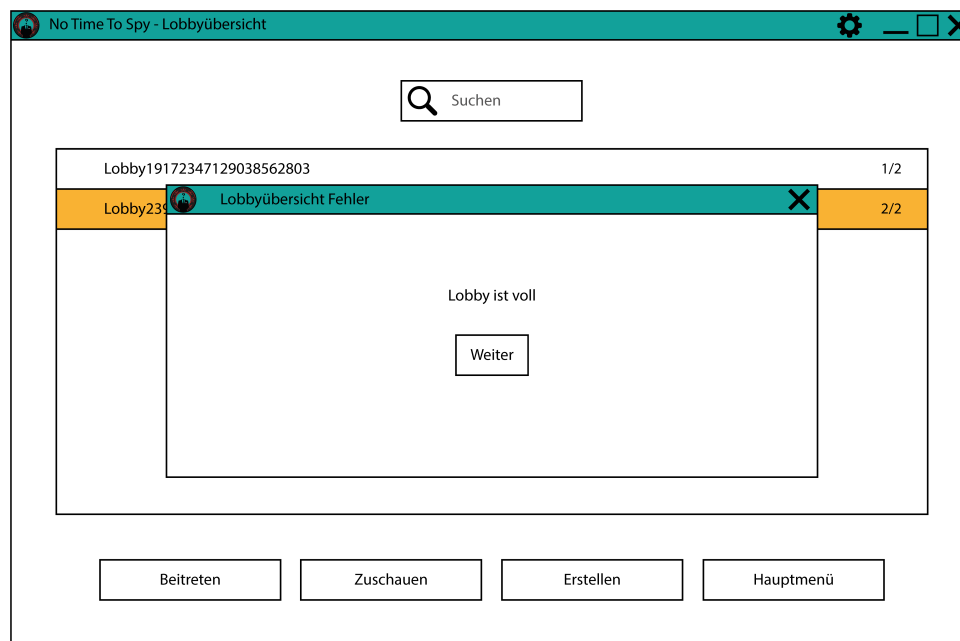 No Time To Spy - Lobbyübersicht
Suchen
Lobby19172347129038562803 1/2
Lobby239 2/2
Lobbyübersicht Fehler
Lobby ist voll
Weiter
Beitreten Zuschauen Erstellen Hauptmenü